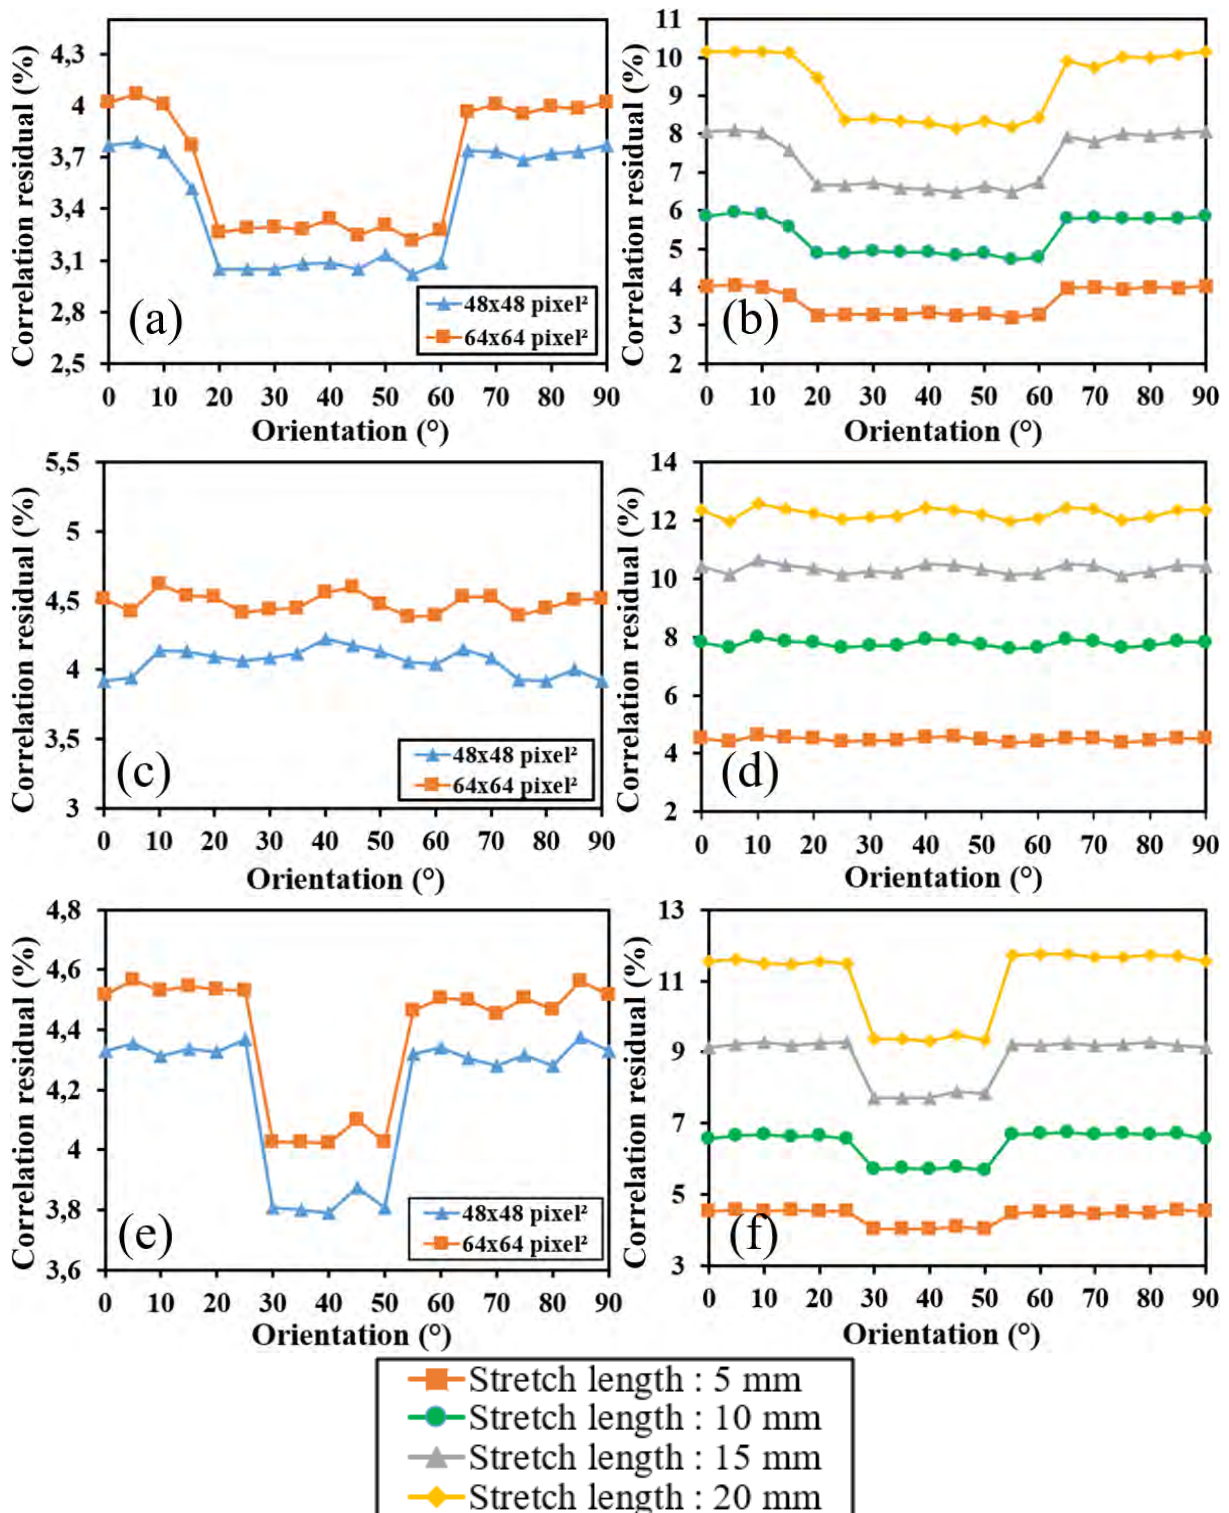 Correlation residual (%)
4,3
4
3,7
3,4
3,1
2,8
2,5
(a)
48x48 pixel²
64x64 pixel²
0 10 20 30 40 50 60 70 80 90
Orientation (°)
Correlation residual (%)
11
10
9
8
7
6
5
4
3
2
(b)
0 10 20 30 40 50 60 70 80 90
Orientation (°)
Correlation residual (%)
5,5
5
4,5
4
3,5
3
(c)
48x48 pixel²
64x64 pixel²
0 10 20 30 40 50 60 70 80 90
Orientation (°)
Correlation residual (%)
14
12
10
8
6
4
2
(d)
0 10 20 30 40 50 60 70 80 90
Orientation (°)
Correlation residual (%)
4,8
4,6
4,4
4,2
4
3,8
3,6
(e)
48x48 pixel²
64x64 pixel²
0 10 20 30 40 50 60 70 80 90
Orientation (°)
Correlation residual (%)
13
11
9
7
5
3
(f)
0 10 20 30 40 50 60 70 80 90
Orientation (°)
Stretch length : 5 mm
Stretch length : 10 mm
Stretch length : 15 mm
Stretch length : 20 mm